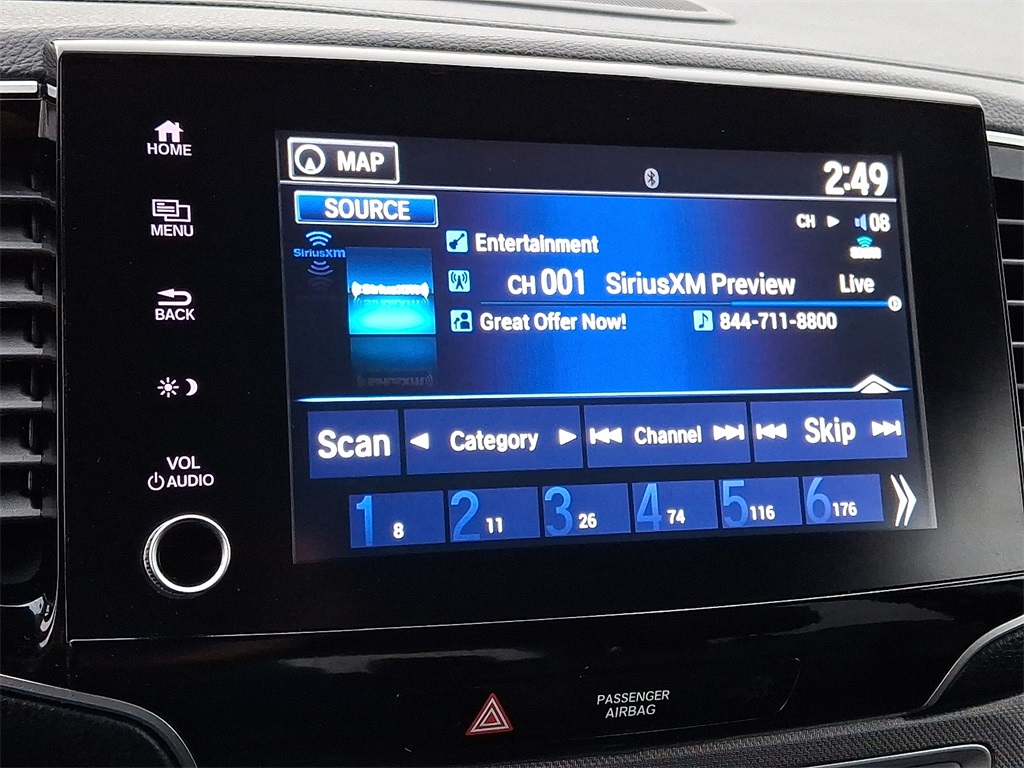 HOME
MENU
BACK
VOL
AUDIO
MAP
2:49
SOURCE
CH 08
SiriusXM
Entertainment
SiriusXM
CH 001 SiriusXM Preview Live
Great Offer Now! 844-711-8800
Scan Category Channel Skip
1 8 2 11 3 26 4 74 5 116 6 176
PASSENGER
AIRBAG